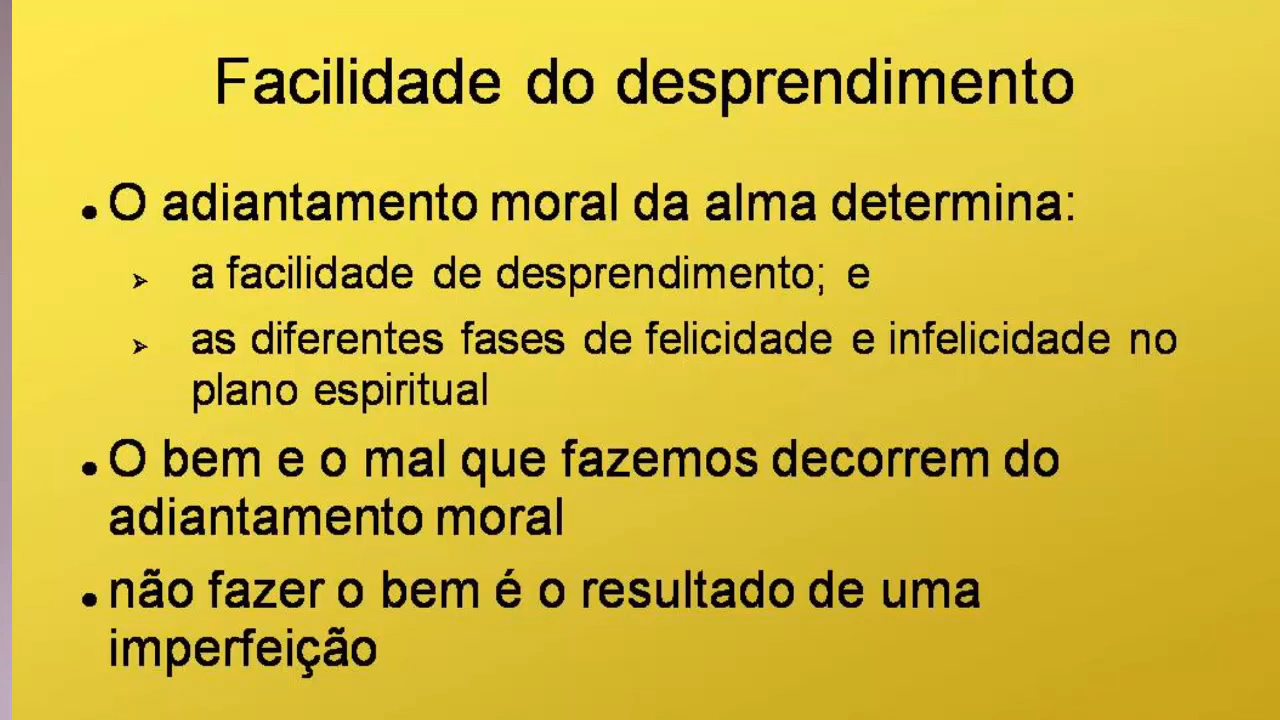 Facilidade do desprendimento
● O adiantamento moral da alma determina:
➢ a facilidade de desprendimento; e
➢ as diferentes fases de felicidade e infelicidade no
plano espiritual
● O bem e o mal que fazemos decorrem do
adiantamento moral
● não fazer o bem é o resultado de uma
imperfeição